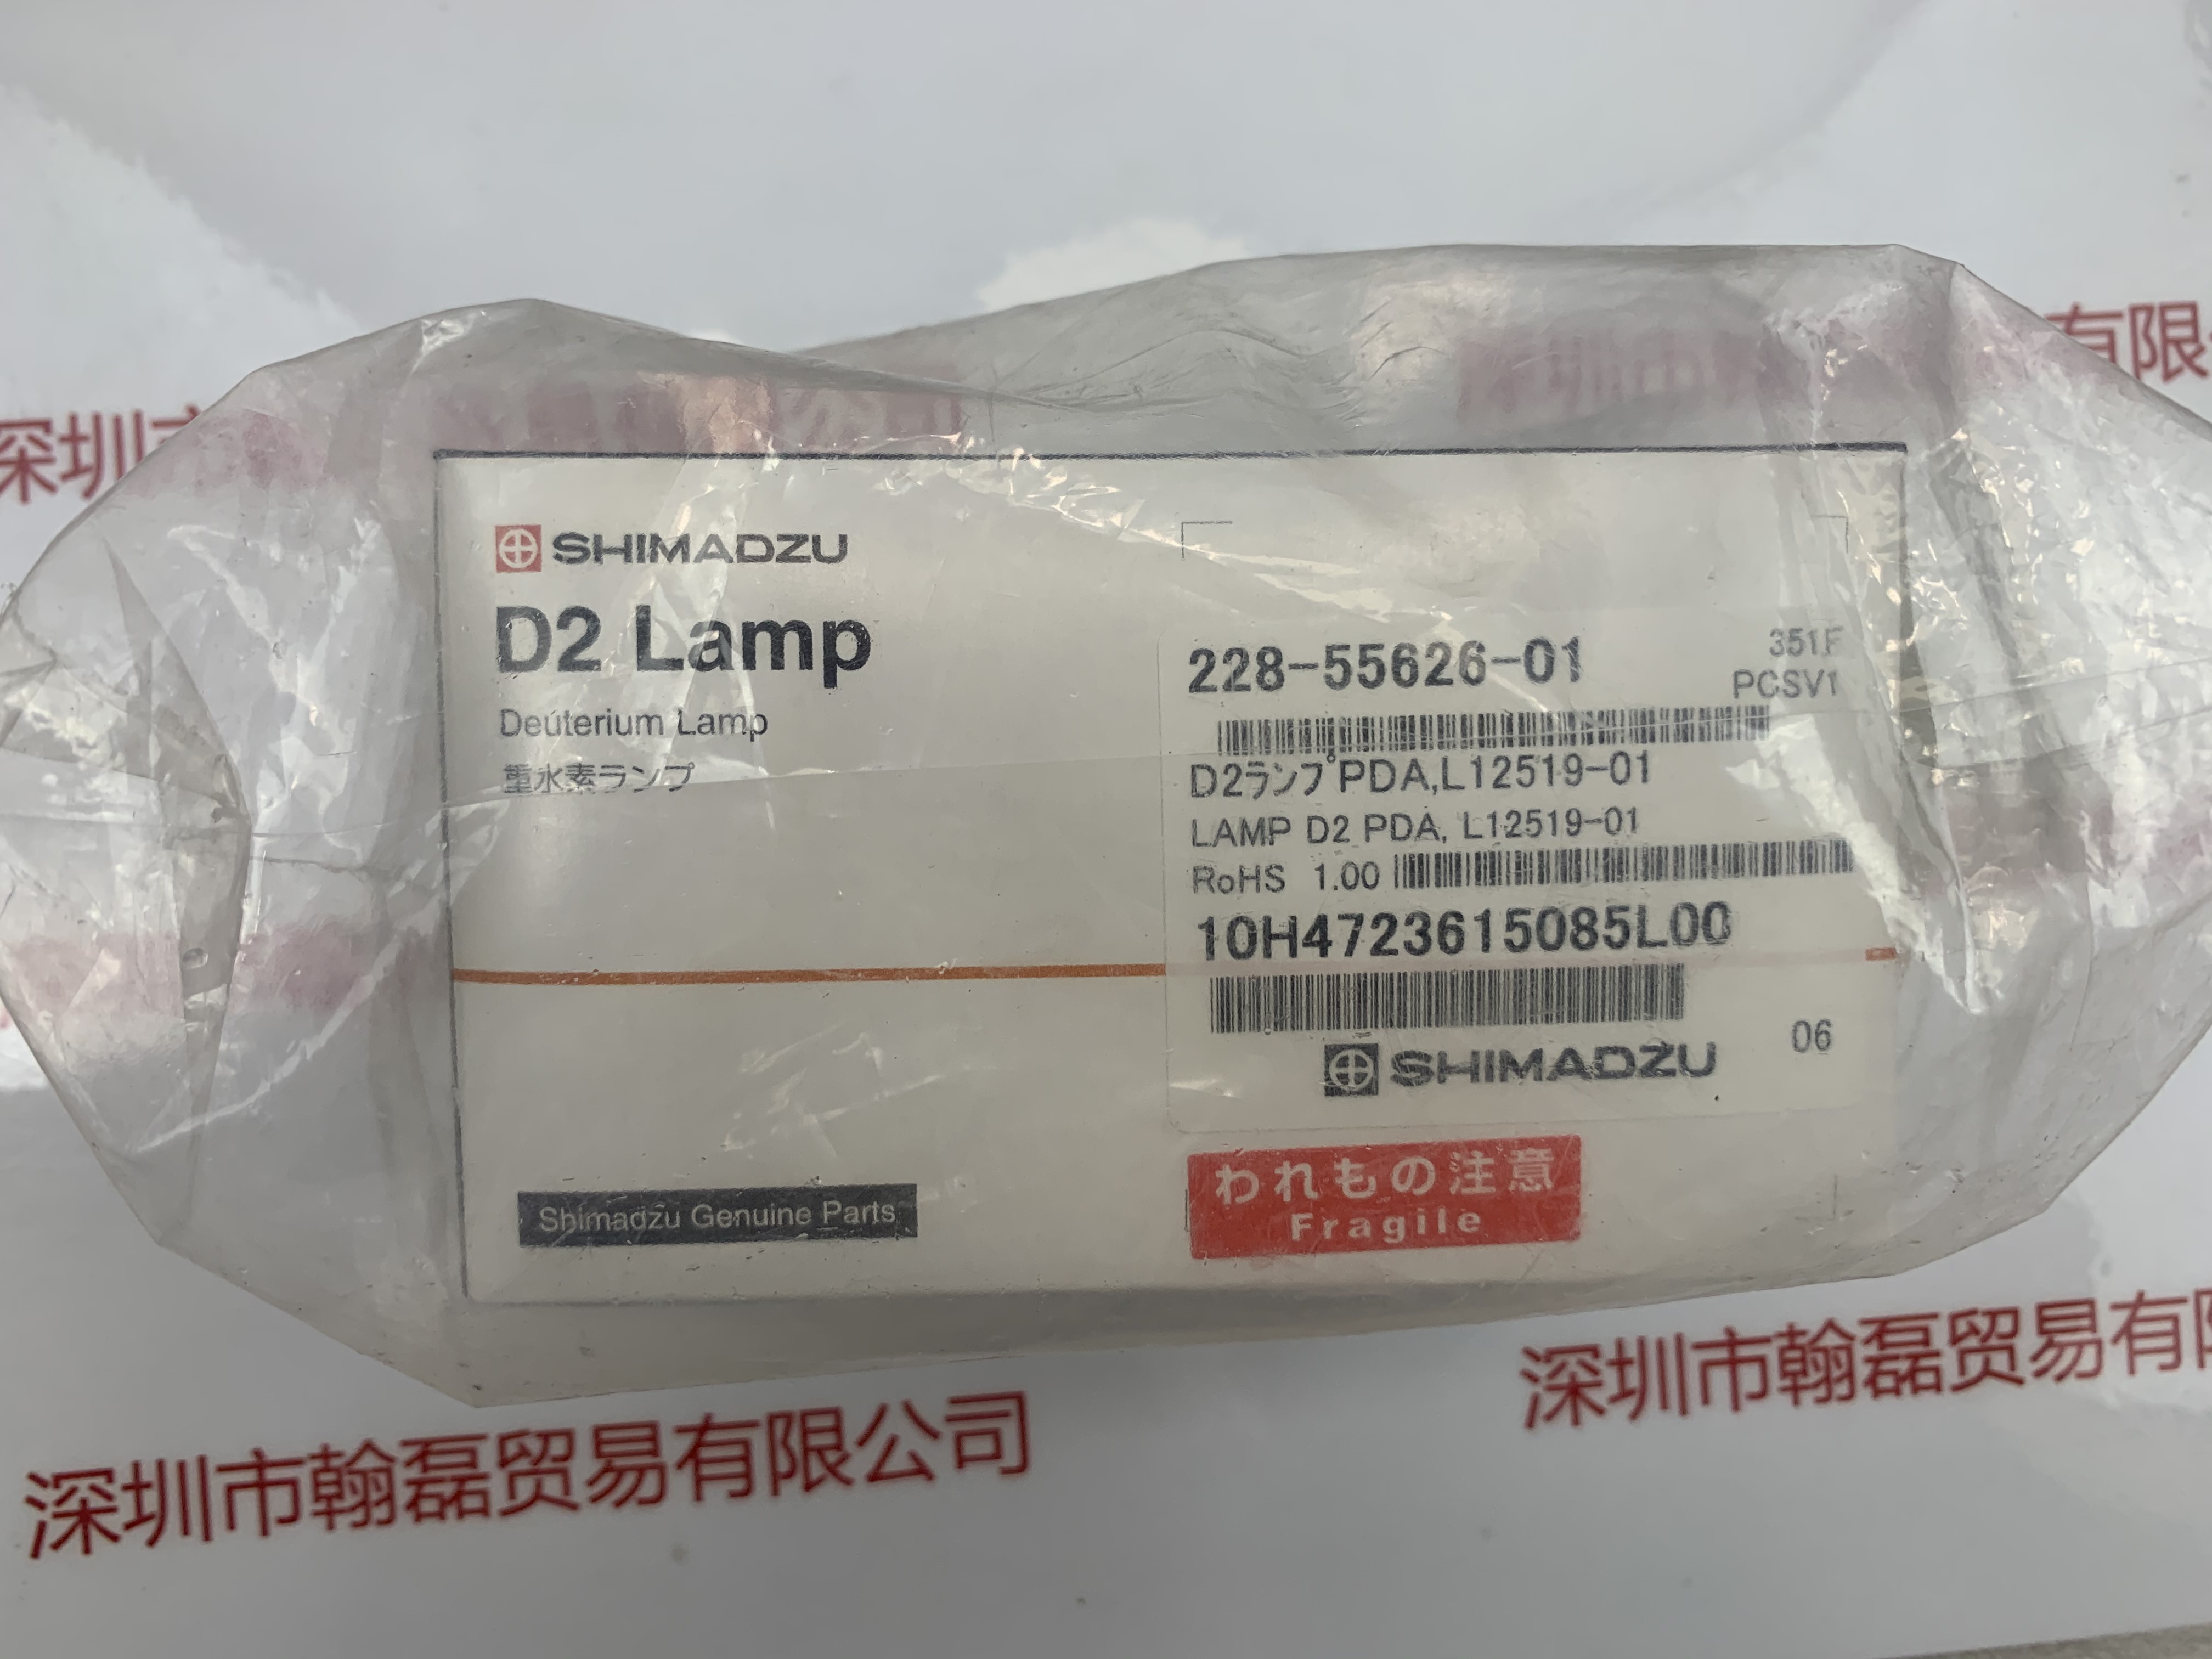 SHIMADZU
D2 Lamp
Deuterium Lamp
重水素ランプ
Shimadzu Genuine Parts
228-55626-01
351F
PCSV1
D2ランプPDA,L12519-01
LAMP D2 PDA, L12519-01
RoHS 1.00
10H4723615085L00
SHIMADZU
06
われもの注意
Fragile
深圳市翰磊贸易有限公司
深圳市翰磊贸易有
深圳
有限